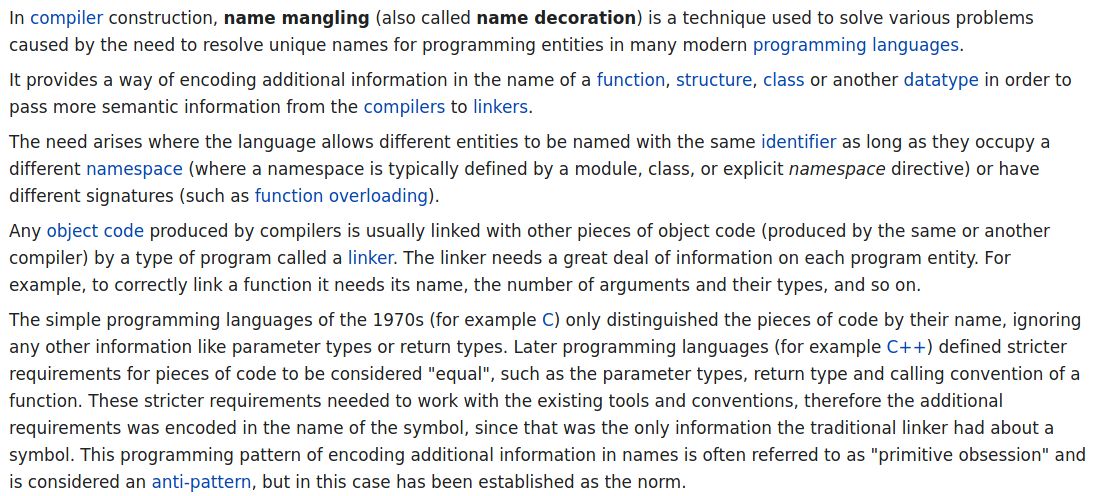 In compiler construction, name mangling (also called name decoration) is a technique used to solve various problems
caused by the need to resolve unique names for programming entities in many modern programming languages.
It provides a way of encoding additional information in the name of a function, structure, class or another datatype in order to
pass more semantic information from the compilers to linkers.
The need arises where the language allows different entities to be named with the same identifier as long as they occupy a
different namespace (where a namespace is typically defined by a module, class, or explicit namespace directive) or have
different signatures (such as function overloading).
Any object code produced by compilers is usually linked with other pieces of object code (produced by the same or another
compiler) by a type of program called a linker. The linker needs a great deal of information on each program entity. For
example, to correctly link a function it needs its name, the number of arguments and their types, and so on.
The simple programming languages of the 1970s (for example C) only distinguished the pieces of code by their name, ignoring
any other information like parameter types or return types. Later programming languages (for example C++) defined stricter
requirements for pieces of code to be considered "equal", such as the parameter types, return type and calling convention of a
function. These stricter requirements needed to work with the existing tools and conventions, therefore the additional
requirements was encoded in the name of the symbol, since that was the only information the traditional linker had about a
symbol. This programming pattern of encoding additional information in names is often referred to as "primitive obsession" and
is considered an anti-pattern, but in this case has been established as the norm.